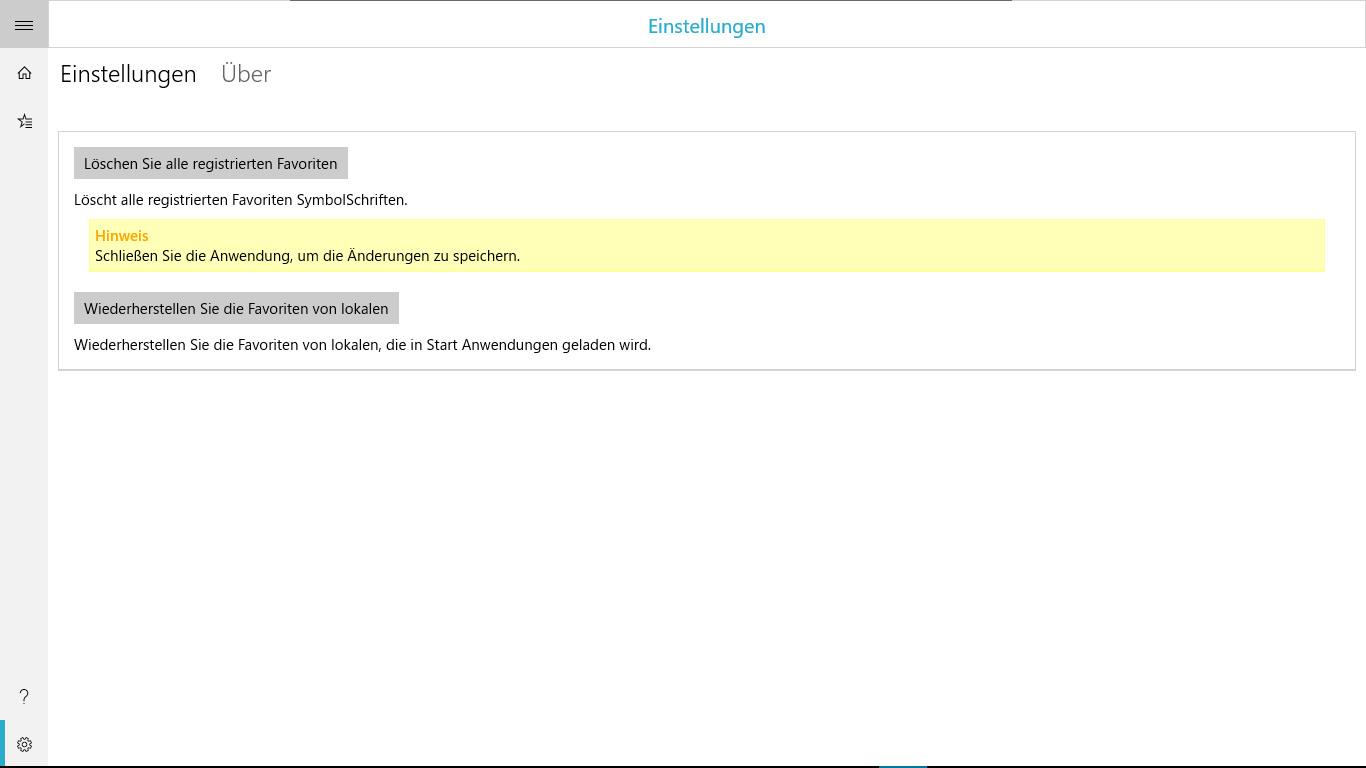 Einstellungen
Einstellungen Über
Löschen Sie alle registrierten Favoriten
Löscht alle registrierten Favoriten SymbolSchriften.
Hinweis
Schließen Sie die Anwendung, um die Änderungen zu speichern.
Wiederherstellen Sie die Favoriten von lokalen
Wiederherstellen Sie die Favoriten von lokalen, die in Start Anwendungen geladen wird.